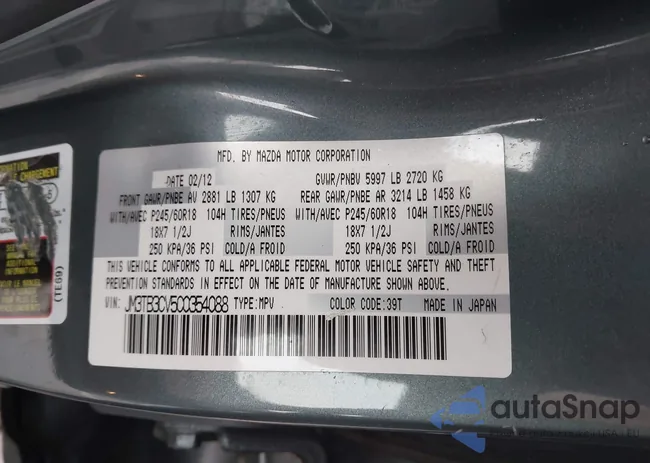 MFD. BY MAZDA MOTOR CORPORATION
DATE 02/12 GVWR/PNBV 5997 LB 2720 KG
FRONT GAWR/PNBE AV 2881 LB 1307 KG REAR GAWR/PNBE AR 3214 LB 1458 KG
WITH/AVEC P245/60R18 104H TIRES/PNEUS WITH/AVEC P245/60R18 104H TIRES/PNEUS
18X7 1/2J RIMS/JANTES 18X7 1/2J RIMS/JANTES
250 KPA/36 PSI COLD/A FROID 250 KPA/36 PSI COLD/A FROID
THIS VEHICLE CONFORMS TO ALL APPLICABLE FEDERAL MOTOR VEHICLE SAFETY AND THEFT
PREVENTION STANDARDS IN EFFECT ON THE DATE OF MANUFACTURE SHOWN ABOVE.
VIN: JM3TB3CV5C0354088 TYPE:MPV COLOR CODE:39T MADE IN JAPAN
(TE69)
autoSnap